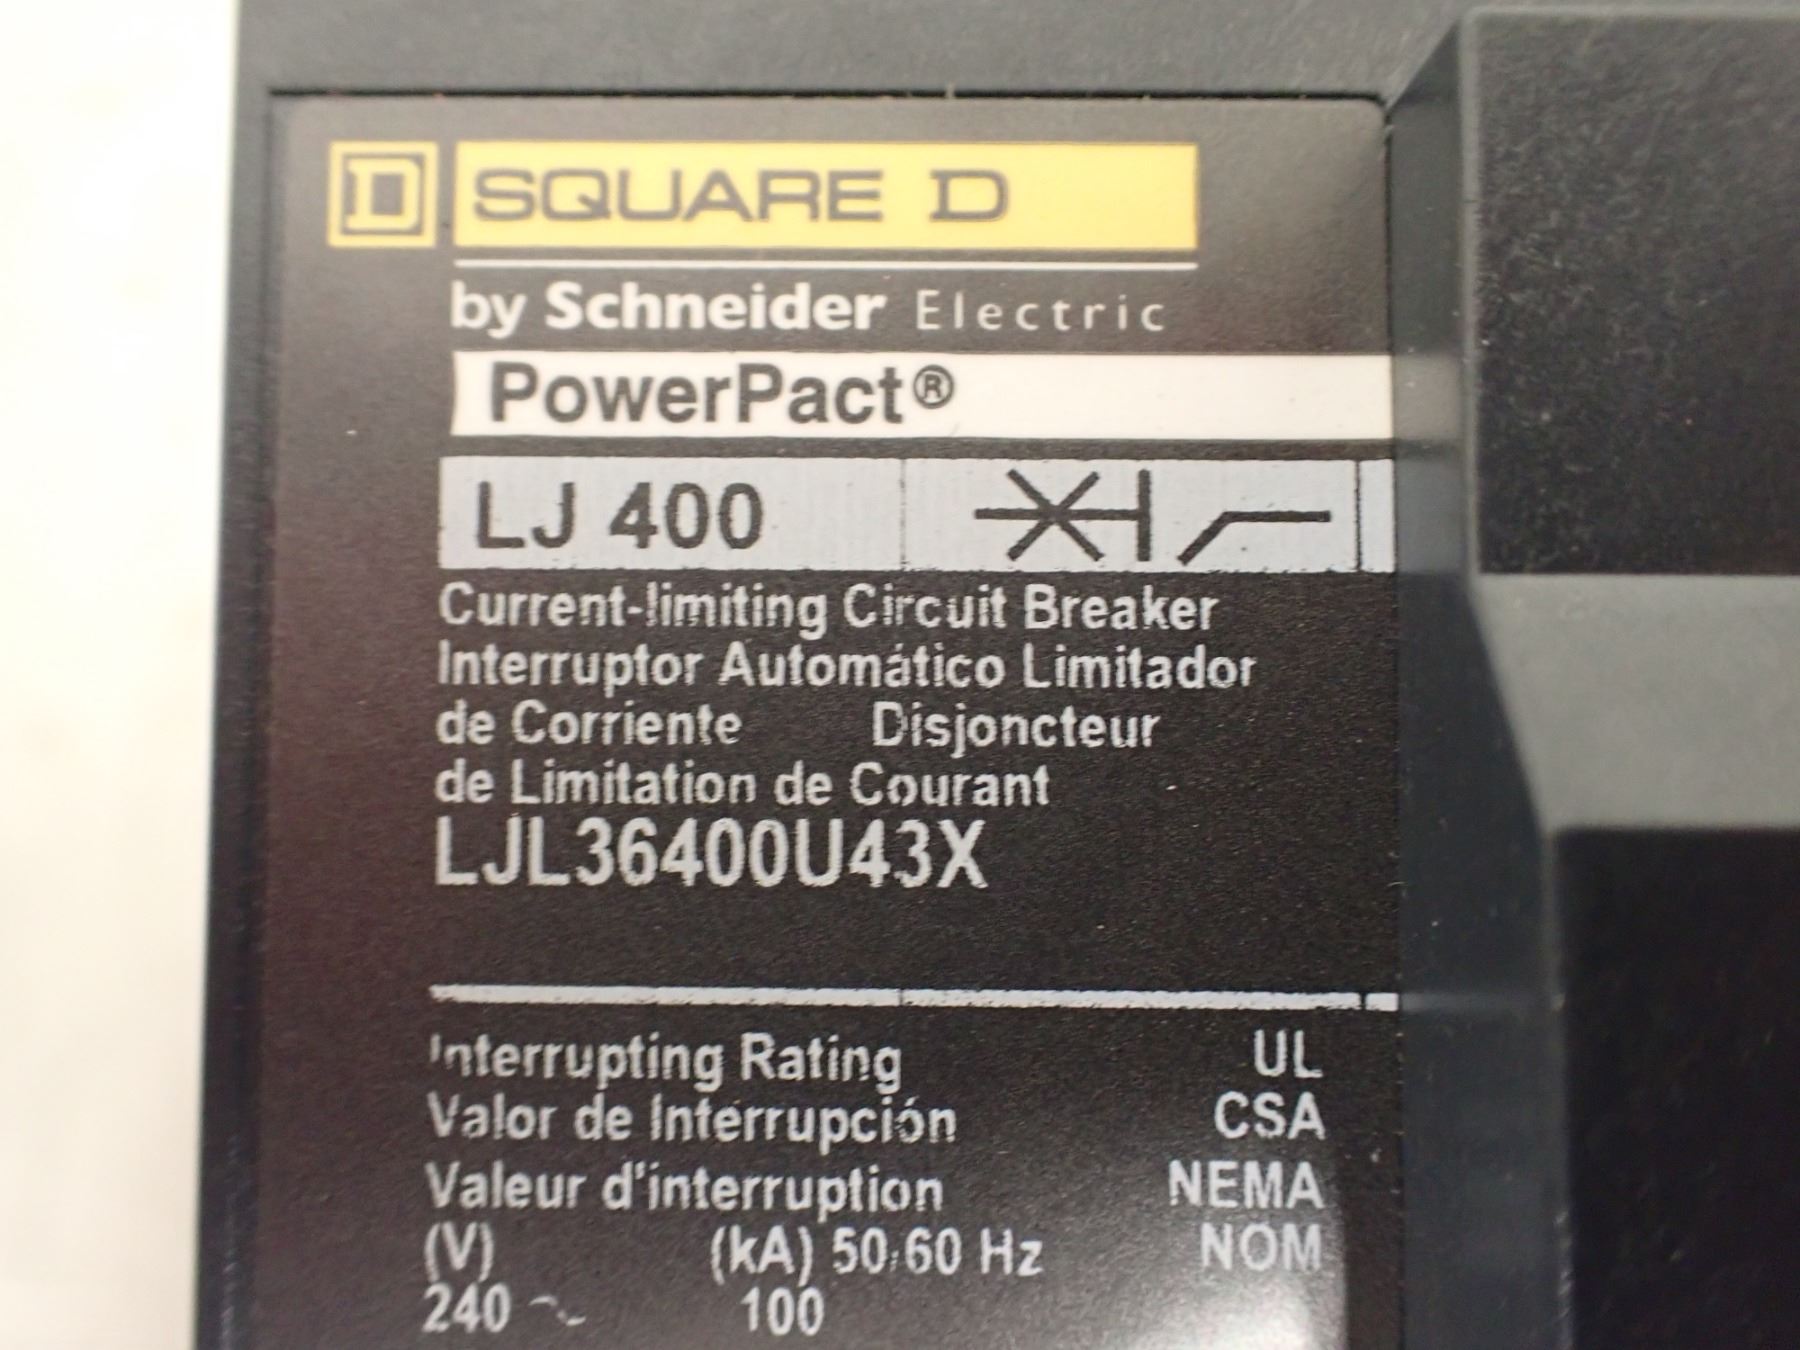 D SQUARE D
by Schneider Electric
PowerPact®
LJ 400
Current-limiting Circuit Breaker
Interruptor Automático Limitador
de Corriente Disjoncteur
de Limitation de Courant
LJL36400U43X
Interrupting Rating UL
Valor de Interrupción CSA
Valeur d'interruption NEMA
(V) (kA) 50/60 Hz NOM
240 ~ 100